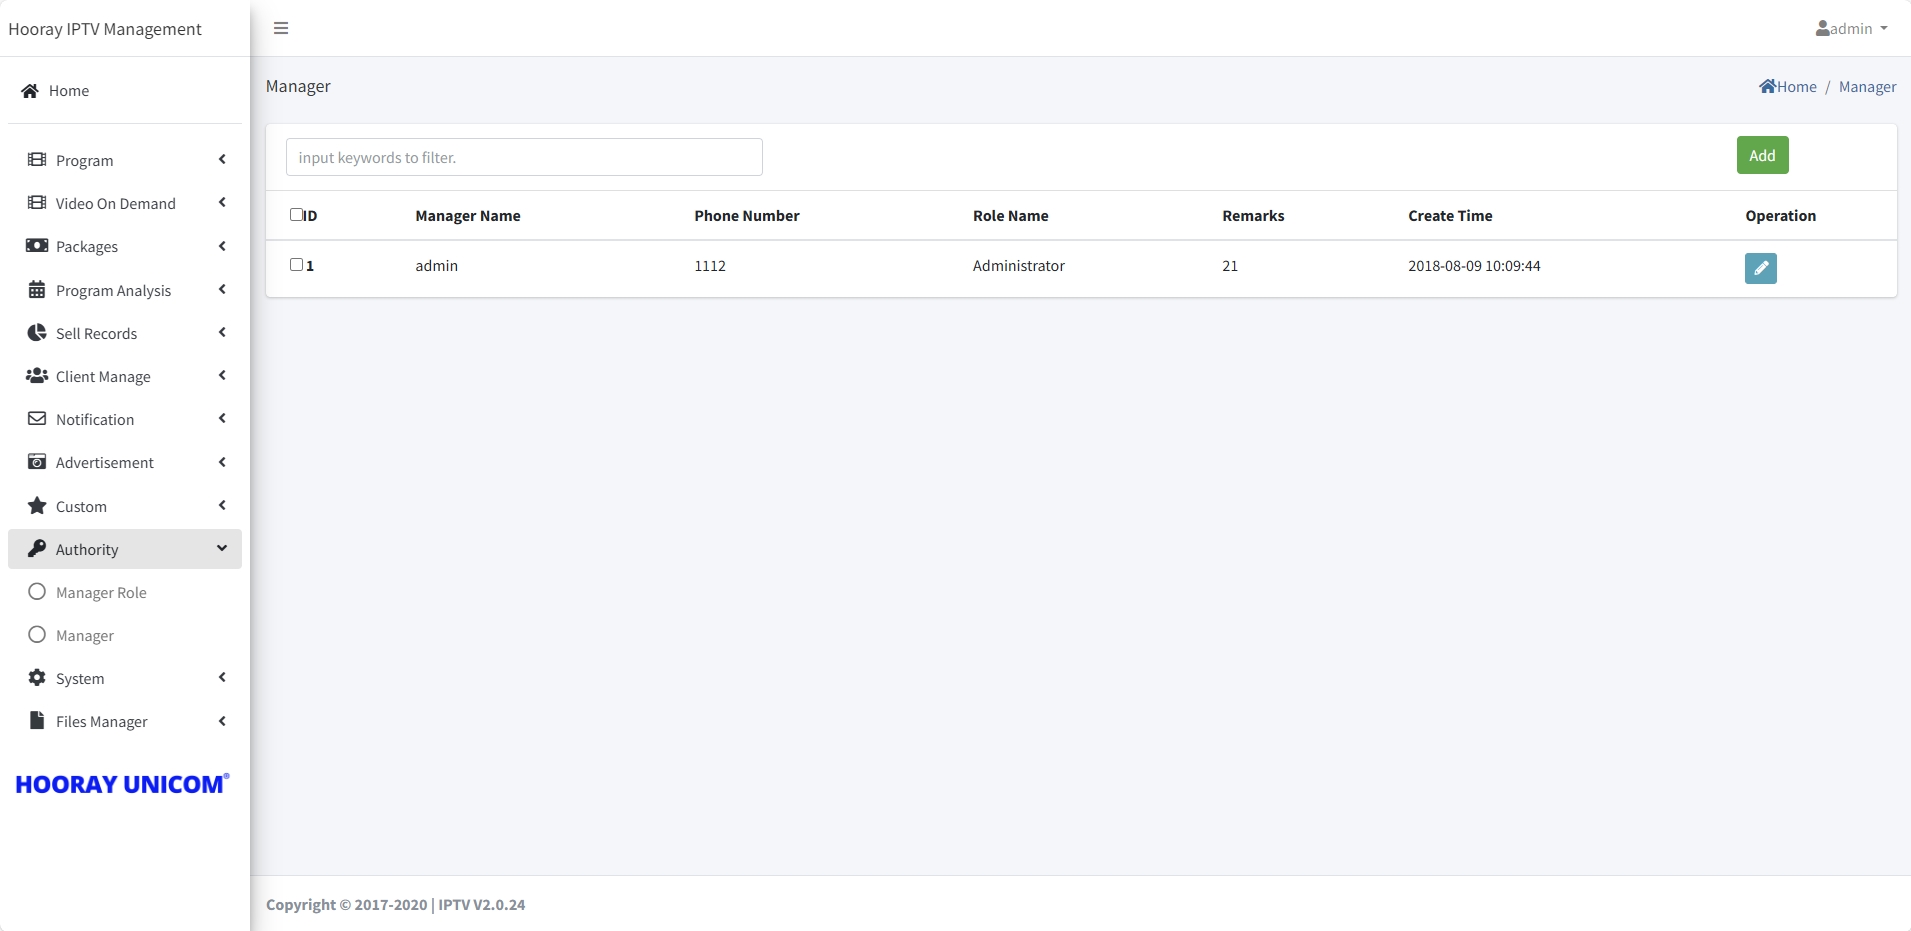 Hooray IPTV Management
admin
Home
Program
Video On Demand
Packages
Program Analysis
Sell Records
Client Manage
Notification
Advertisement
Custom
Authority
Manager Role
Manager
System
Files Manager
HOORAY UNICOM®
Manager
Home / Manager
input keywords to filter.
Add
ID Manager Name Phone Number Role Name Remarks Create Time Operation
1 admin 1112 Administrator 21 2018-08-09 10:09:44
Copyright © 2017-2020 | IPTV V2.0.24